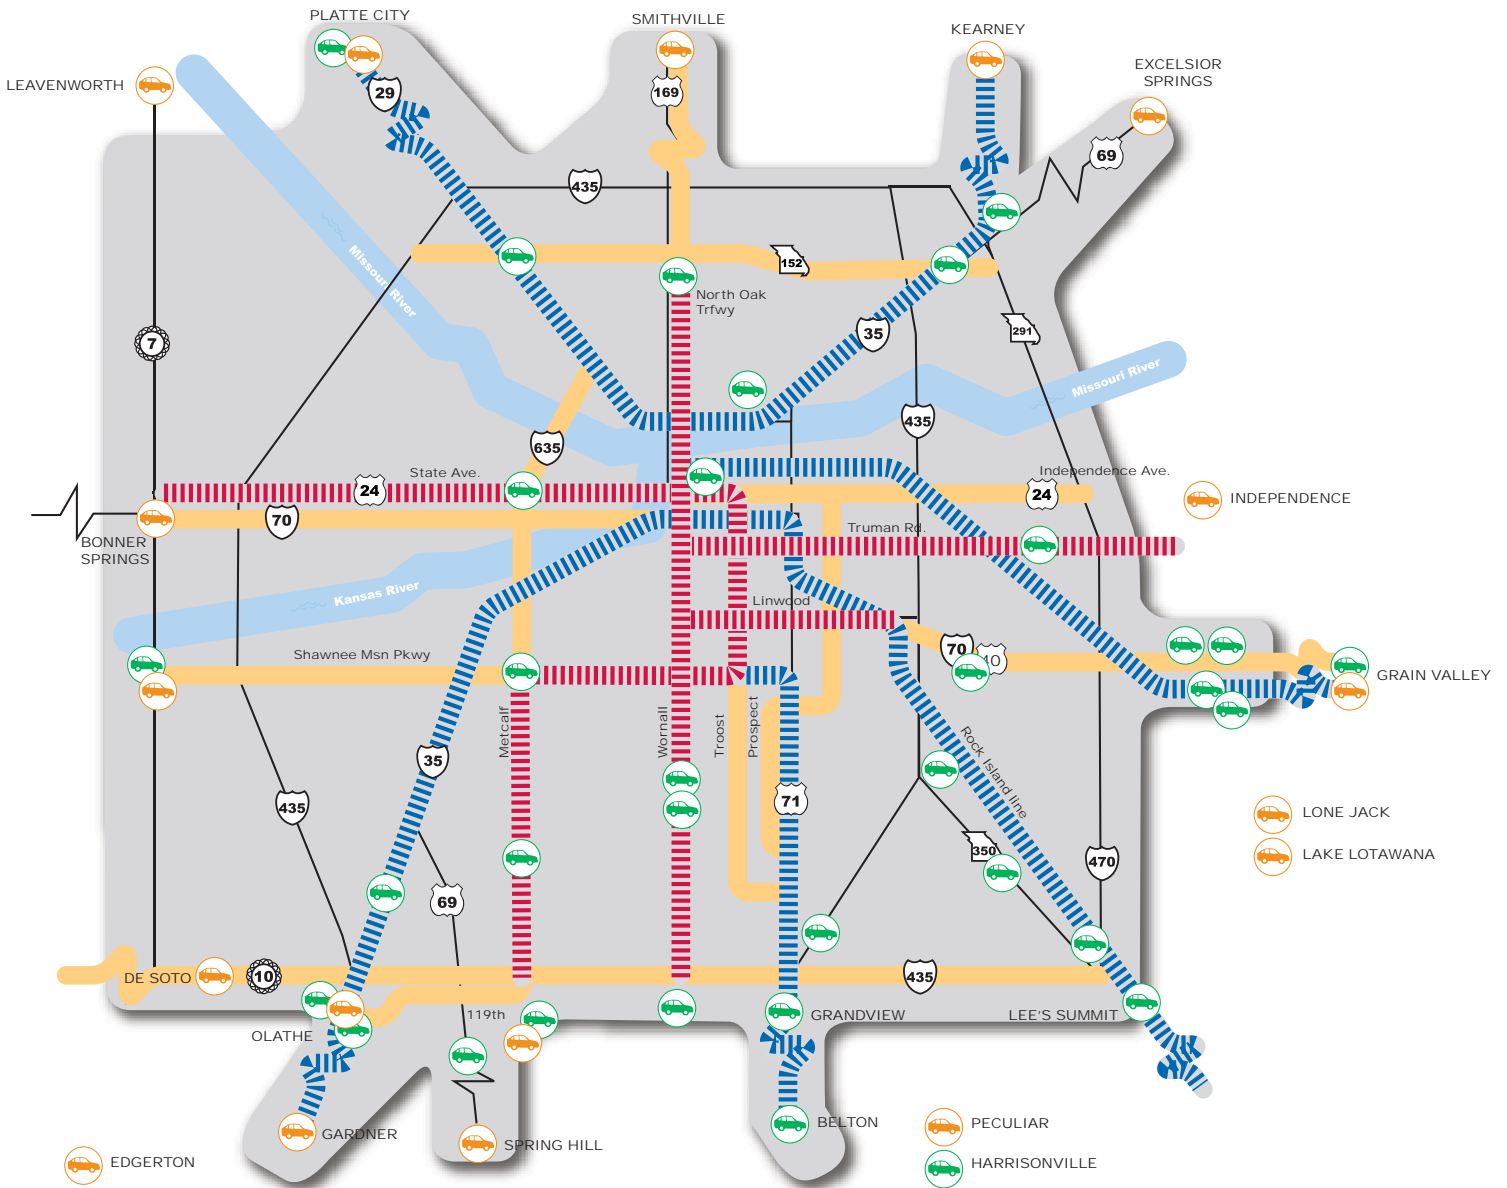 PLATTE CITY
SMITHVILLE
KEARNEY
EXCELSIOR
SPRINGS
LEAVENWORTH
29
169
69
435
Missouri River
152
North Oak
Trfwy
7
35
291
Missouri River
435
635
State Ave.
24
Independence Ave.
24
INDEPENDENCE
70
Truman Rd.
BONNER
SPRINGS
Kansas River
Linwood
Shawnee Msn Pkwy
70
40
GRAIN VALLEY
Metcalf
Wornall
Troost
Prospect
Rock Island line
35
435
71
LONE JACK
350
LAKE LOTAWANA
470
69
DE SOTO
10
435
119th
GRANDVIEW
LEE'S SUMMIT
OLATHE
GARDNER
SPRING HILL
BELTON
PECULIAR
EDGERTON
HARRISONVILLE